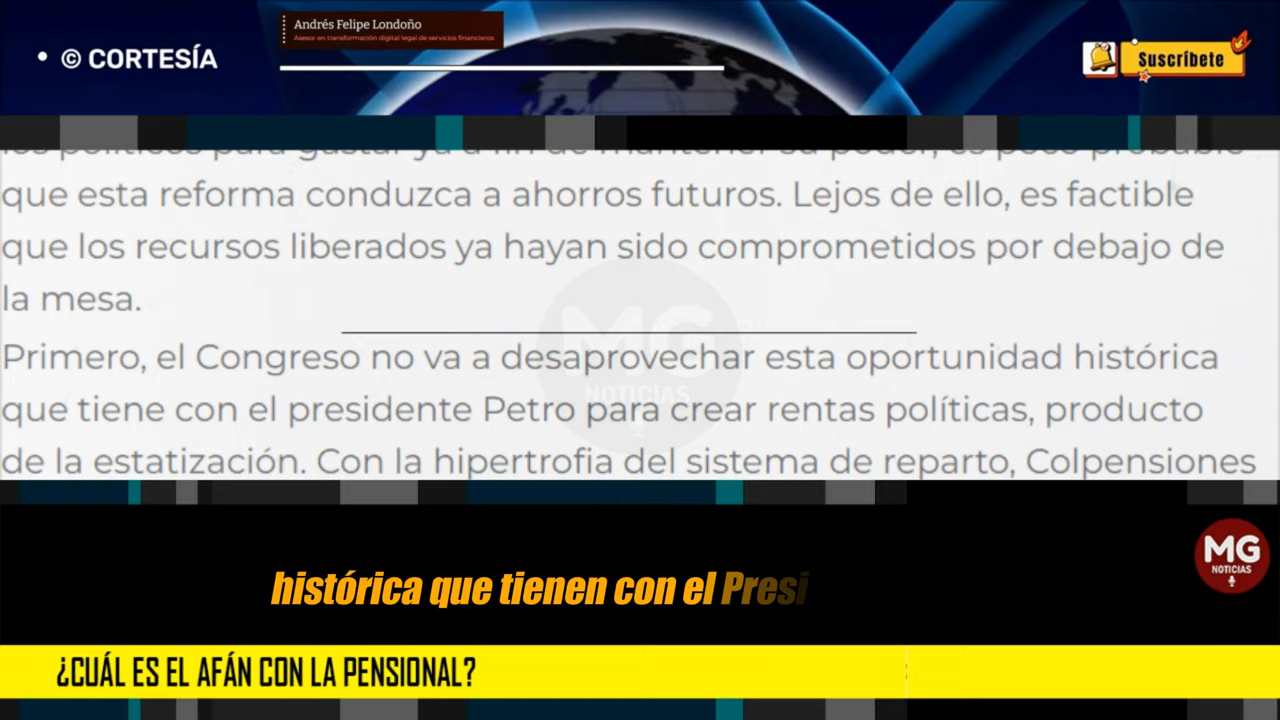 Andrés Felipe Londoño
Asesor en transformación digital legal de servicios financieros
• © CORTESÍA
Suscríbete
que esta reforma conduzca a ahorros futuros. Lejos de ello, es factible
que los recursos liberados ya hayan sido comprometidos por debajo de
la mesa.
Primero, el Congreso no va a desaprovechar esta oportunidad histórica
que tiene con el presidente Petro para crear rentas políticas, producto
de la estatización. Con la hipertrofia del sistema de reparto, Colpensiones
MG
NOTICIAS
histórica que tienen con el Presi
MG
NOTICIAS
¿CUÁL ES EL AFÁN CON LA PENSIONAL?